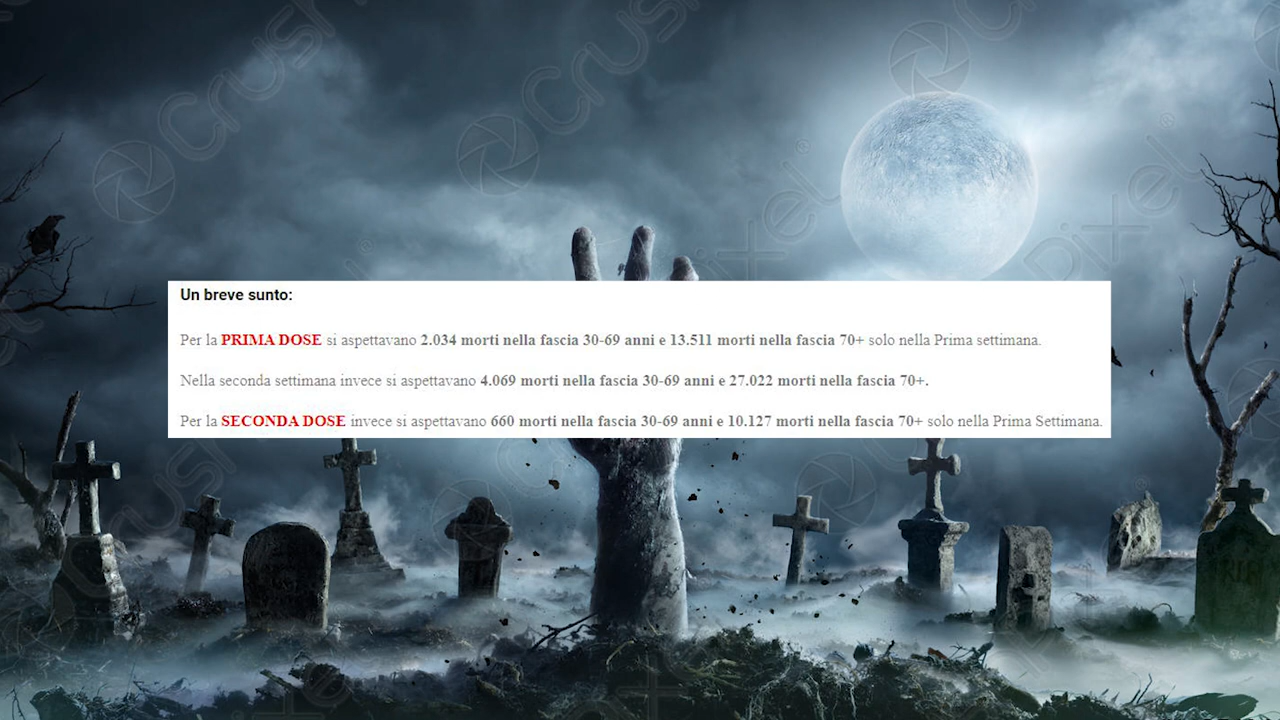 Un breve sunto:
Per la PRIMA DOSE si aspettavano 2.034 morti nella fascia 30-69 anni e 13.511 morti nella fascia 70+ solo nella Prima settimana.
Nella seconda settimana invece si aspettavano 4.069 morti nella fascia 30-69 anni e 27.022 morti nella fascia 70+.
Per la SECONDA DOSE invece si aspettavano 660 morti nella fascia 30-69 anni e 10.127 morti nella fascia 70+ solo nella Prima Settimana.